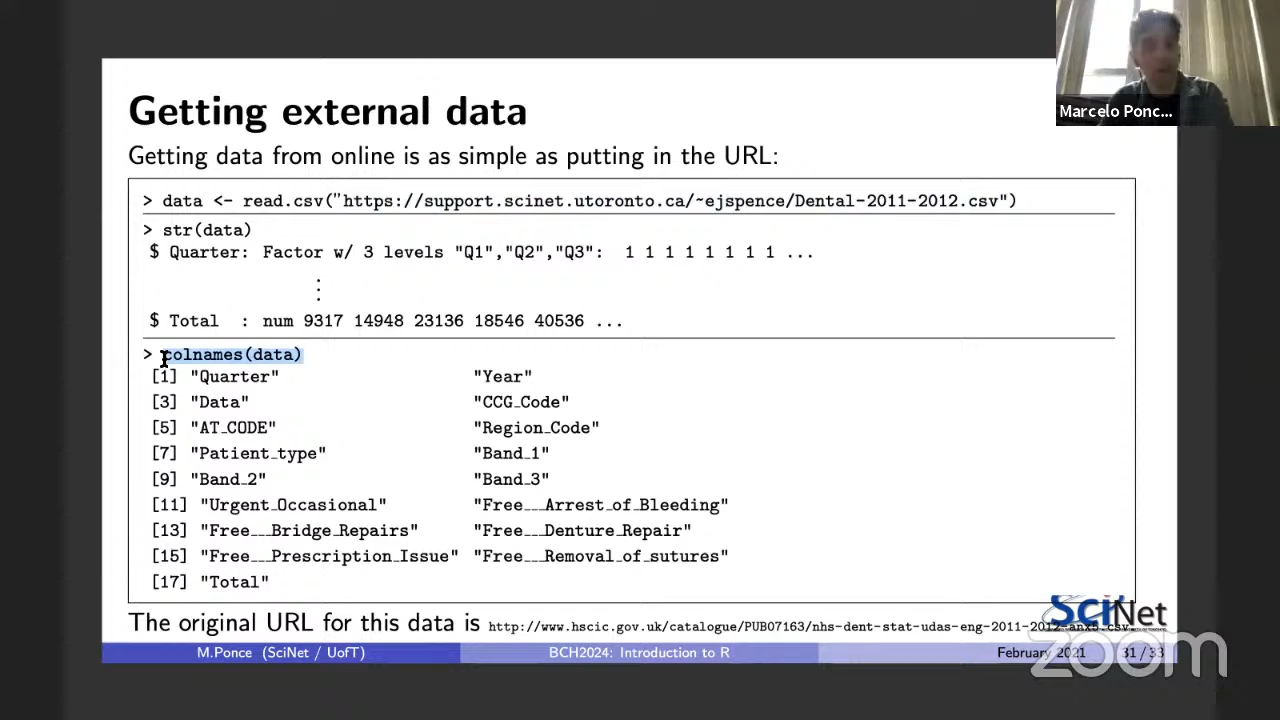 Marcelo Ponc...
Getting external data
Getting data from online is as simple as putting in the URL:
> data <- read.csv("https://support.scinet.utoronto.ca/~ejspence/Dental-2011-2012.csv")
> str(data)
$ Quarter: Factor w/ 3 levels "Q1","Q2","Q3": 1 1 1 1 1 1 1 1 ...
⋮
$ Total : num 9317 14948 23136 18546 40536 ...
> colnames(data)
[1] "Quarter" "Year"
[3] "Data" "CCG_Code"
[5] "AT_CODE" "Region_Code"
[7] "Patient_type" "Band_1"
[9] "Band_2" "Band_3"
[11] "Urgent_Occasional" "Free___Arrest_of_Bleeding"
[13] "Free___Bridge_Repairs" "Free___Denture_Repair"
[15] "Free___Prescription_Issue" "Free___Removal_of_sutures"
[17] "Total"
The original URL for this data is http://www.hscic.gov.uk/catalogue/PUB07163/nhs-dent-stat-udas-eng-2011-2012-anx5.csv
SciNet
M.Ponce (SciNet / UofT) BCH2024: Introduction to R February 2021 31 / 33
zoom